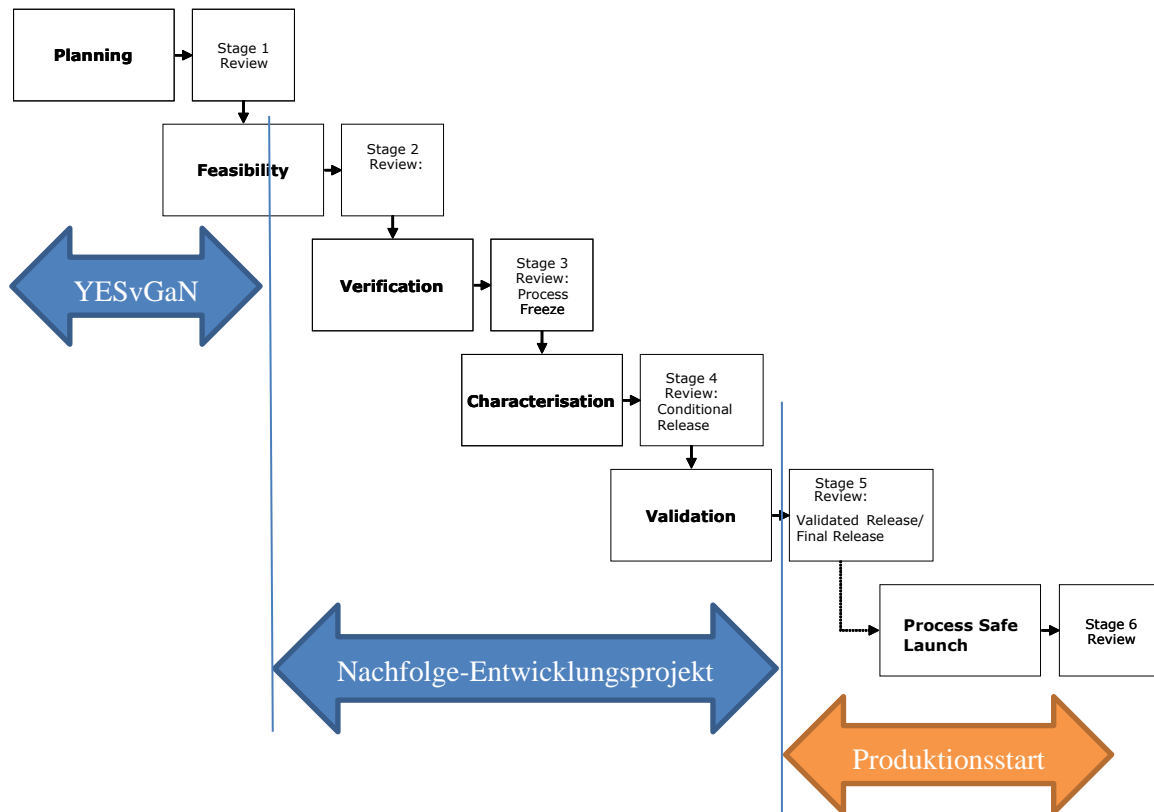 Planning
Stage 1
Review
Feasibility
Stage 2
Review:
YESvGaN
Verification
Stage 3
Review:
Process
Freeze
Characterisation
Stage 4
Review:
Conditional
Release
Validation
Stage 5
Review:
Validated Release/
Final Release
Process Safe
Launch
Stage 6
Review
Nachfolge-Entwicklungsprojekt
Produktionsstart